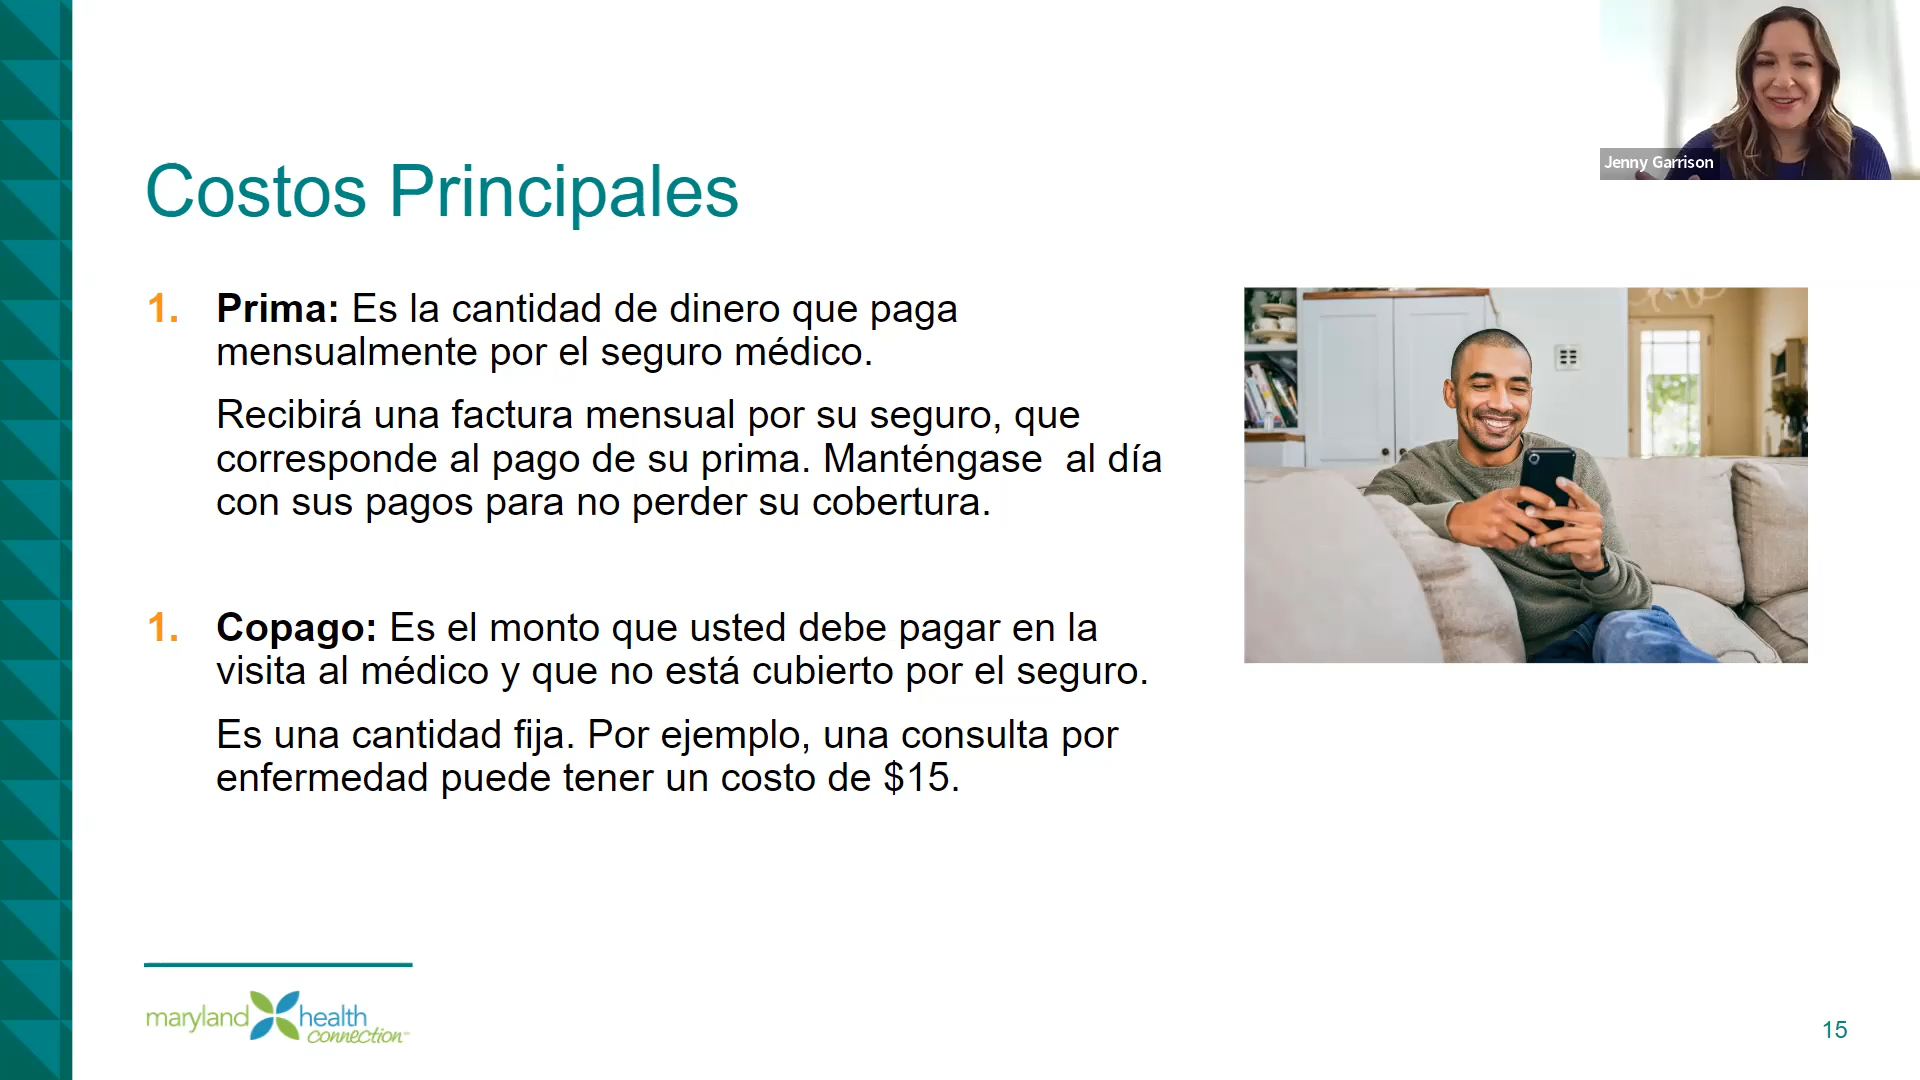 Jenny Garrison
Costos Principales
1. Prima: Es la cantidad de dinero que paga
mensualmente por el seguro médico.
Recibirá una factura mensual por su seguro, que
corresponde al pago de su prima. Manténgase  al día
con sus pagos para no perder su cobertura.
1. Copago: Es el monto que usted debe pagar en la
visita al médico y que no está cubierto por el seguro.
Es una cantidad fija. Por ejemplo, una consulta por
enfermedad puede tener un costo de $15.
maryland health
connection
15